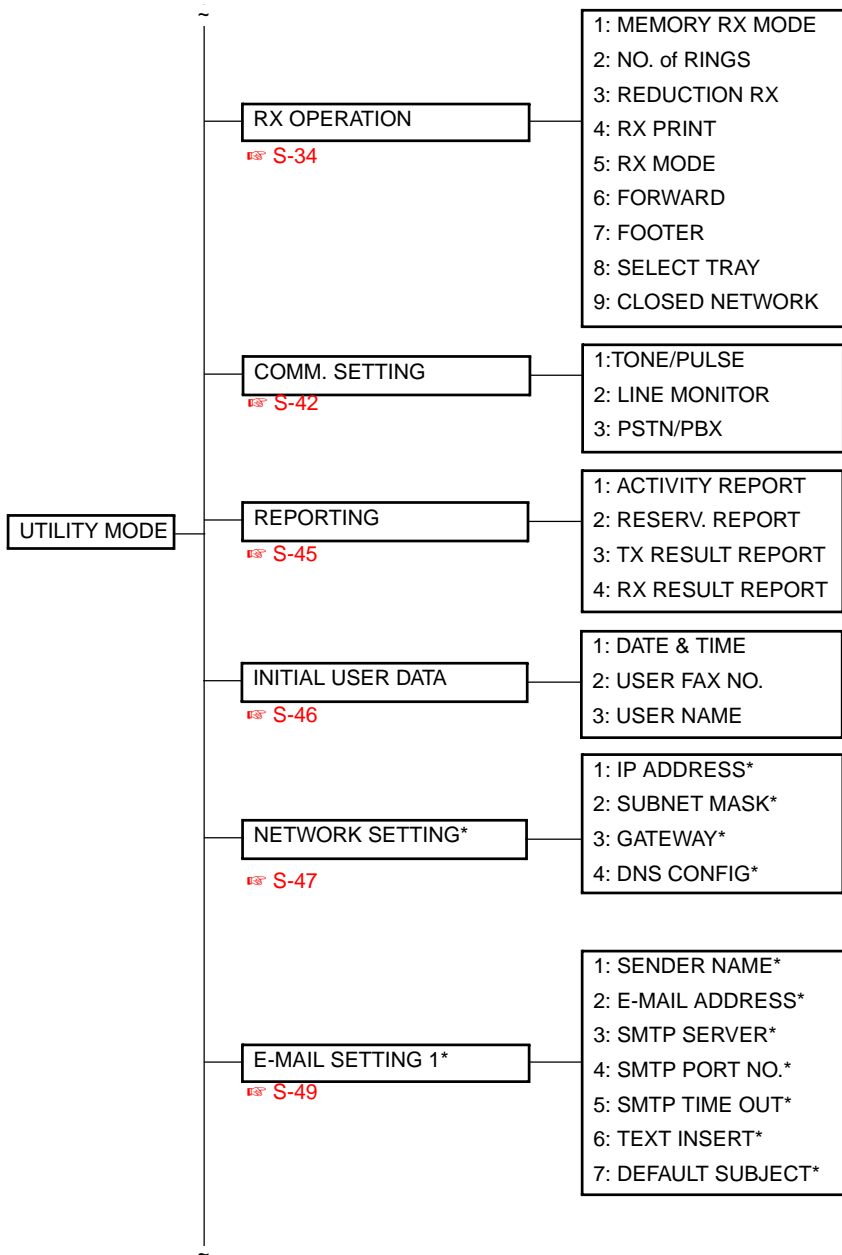 ~
1: MEMORY RX MODE
2: NO. of RINGS
3: REDUCTION RX
RX OPERATION
4: RX PRINT
☞ S-34
5: RX MODE
6: FORWARD
7: FOOTER
8: SELECT TRAY
9: CLOSED NETWORK
COMM. SETTING
☞ S-42
1:TONE/PULSE
2: LINE MONITOR
3: PSTN/PBX
UTILITY MODE
REPORTING
☞ S-45
1: ACTIVITY REPORT
2: RESERV. REPORT
3: TX RESULT REPORT
4: RX RESULT REPORT
INITIAL USER DATA
☞ S-46
1: DATE & TIME
2: USER FAX NO.
3: USER NAME
NETWORK SETTING*
☞ S-47
1: IP ADDRESS*
2: SUBNET MASK*
3: GATEWAY*
4: DNS CONFIG*
E-MAIL SETTING 1*
☞ S-49
1: SENDER NAME*
2: E-MAIL ADDRESS*
3: SMTP SERVER*
4: SMTP PORT NO.*
5: SMTP TIME OUT*
6: TEXT INSERT*
7: DEFAULT SUBJECT*
~